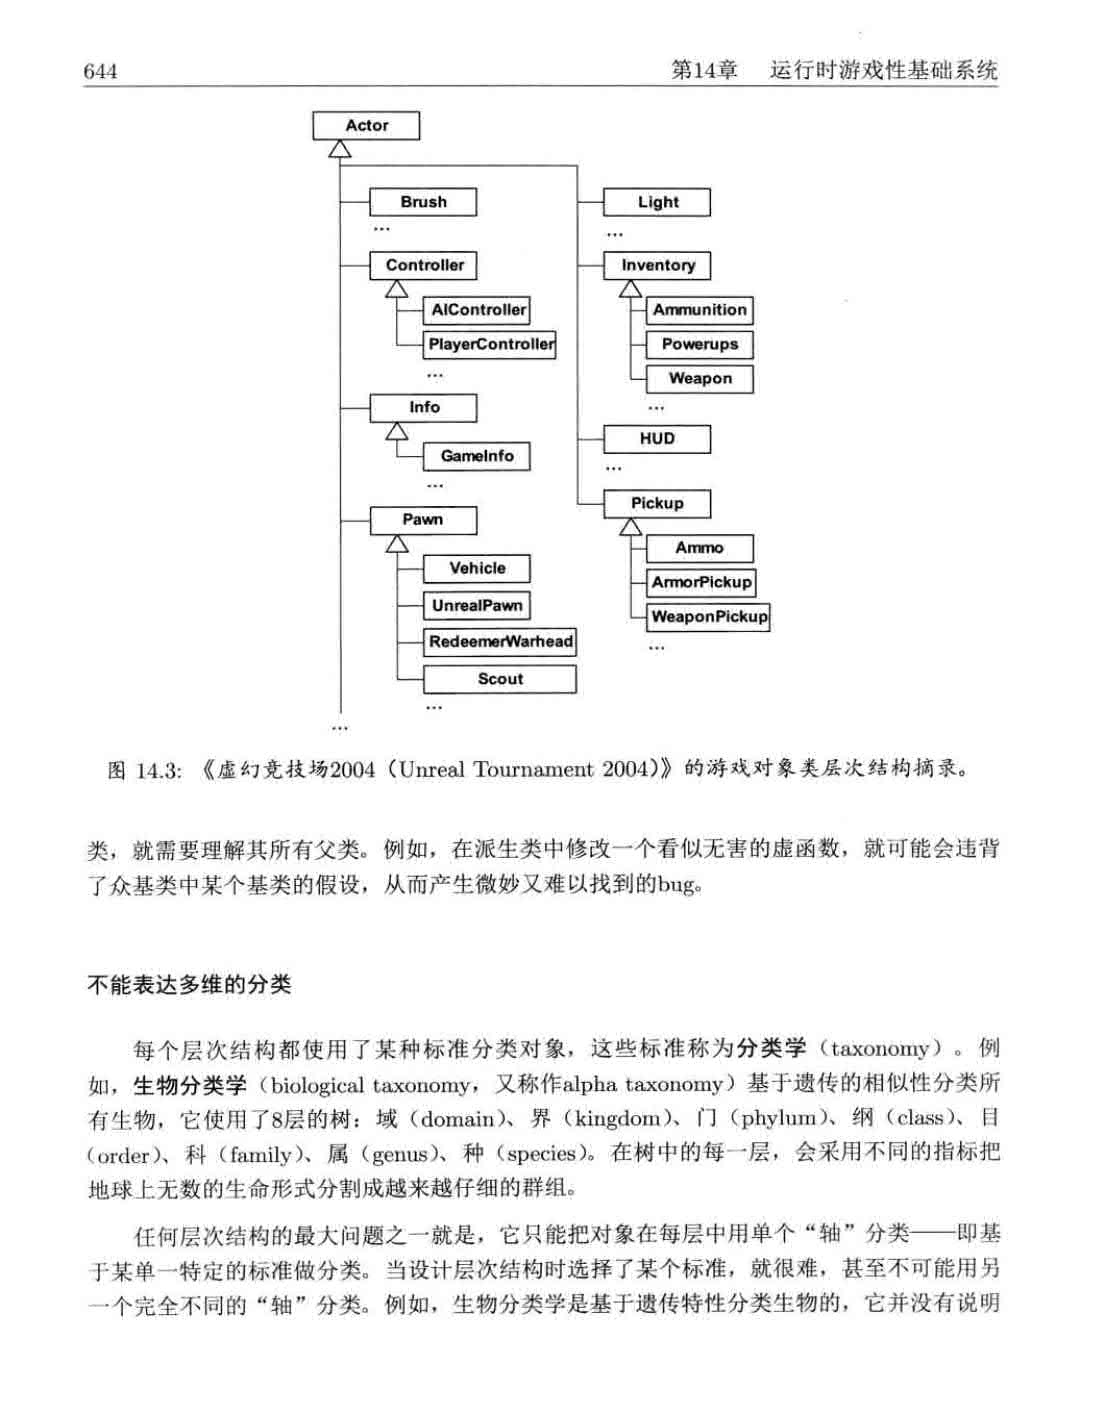 644
第14章 运行时游戏性基础系统
Actor
Brush
...
Controller
AIController
PlayerController
...
Info
GameInfo
...
Pawn
Vehicle
UnrealPawn
RedeemerWarhead
Scout
...
...
Light
...
Inventory
Ammunition
Powerups
Weapon
...
HUD
...
Pickup
Ammo
ArmorPickup
WeaponPickup
...
图 14.3: 《虚幻竞技场2004（Unreal Tournament 2004）》的游戏对象类层次结构摘录。
类，就需要理解其所有父类。例如，在派生类中修改一个看似无害的虚函数，就可能会违背
了众基类中某个基类的假设，从而产生微妙又难以找到的bug。
不能表达多维的分类
每个层次结构都使用了某种标准分类对象，这些标准称为分类学（taxonomy）。例
如，生物分类学（biological taxonomy，又称作alpha taxonomy）基于遗传的相似性分类所
有生物，它使用了8层的树：域（domain）、界（kingdom）、门（phylum）、纲（class）、目
（order）、科（family）、属（genus）、种（species）。在树中的每一层，会采用不同的指标把
地球上无数的生命形式分割成越来越仔细的群组。
任何层次结构的最大问题之一就是，它只能把对象在每层中用单个“轴”分类——即基
于某单一特定的标准做分类。当设计层次结构时选择了某个标准，就很难，甚至不可能用另
一个完全不同的“轴”分类。例如，生物分类学是基于遗传特性分类生物的，它并没有说明